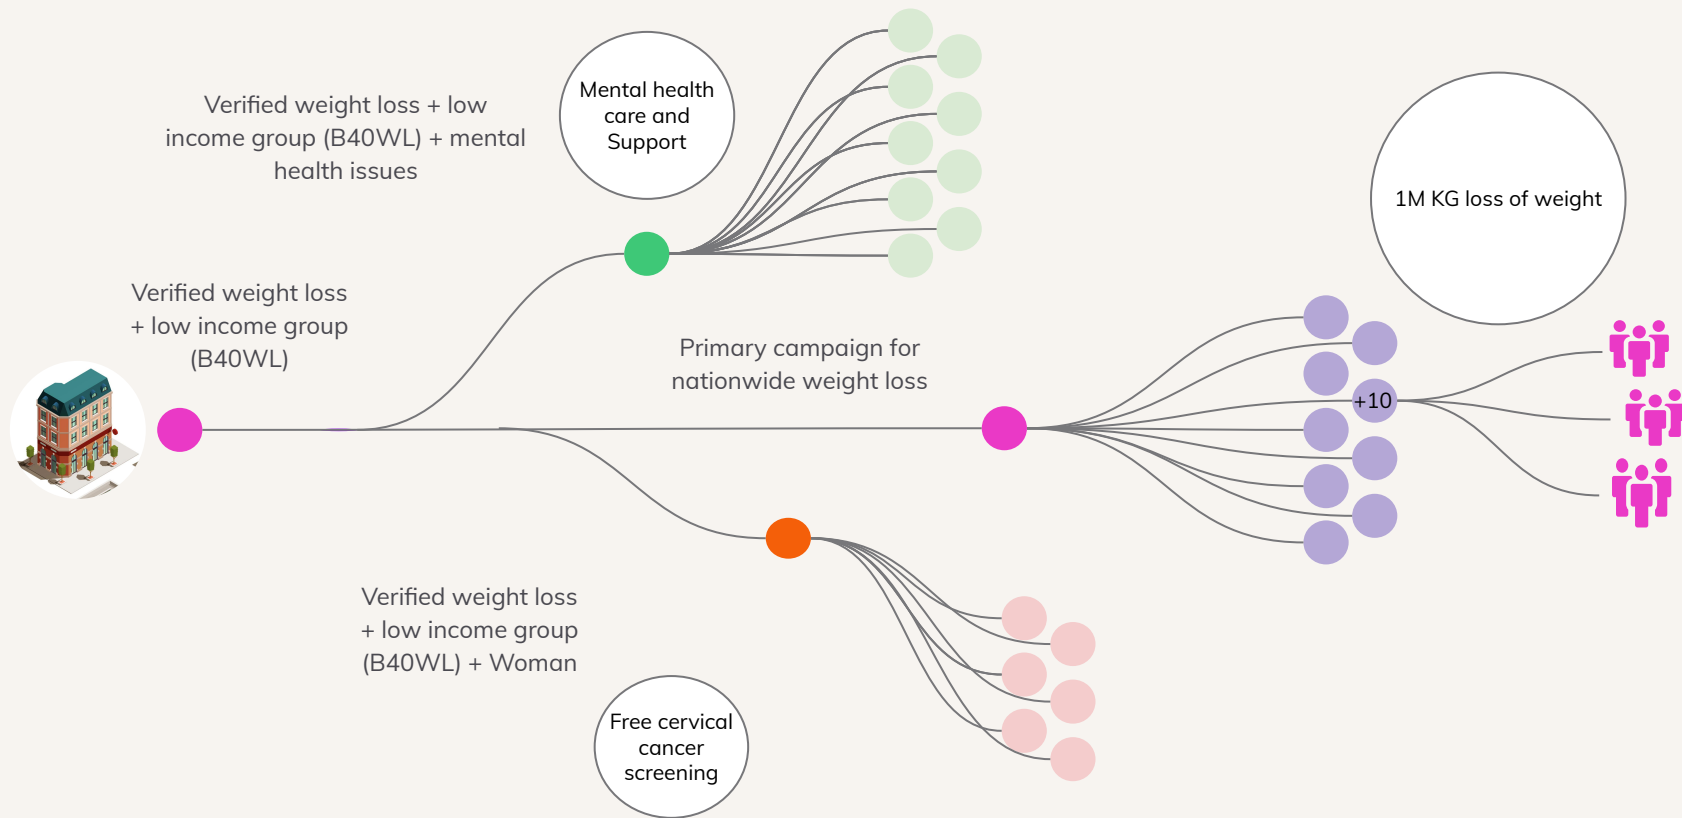 Mental health
care and
Support
Verified weight loss + low
income group (B40WL) + mental
health issues
1M KG loss of weight
Verified weight loss
+ low income group
(B40WL)
Primary campaign for
nationwide weight loss
+10
Verified weight loss
+ low income group
(B40WL) + Woman
Free cervical
cancer
screening